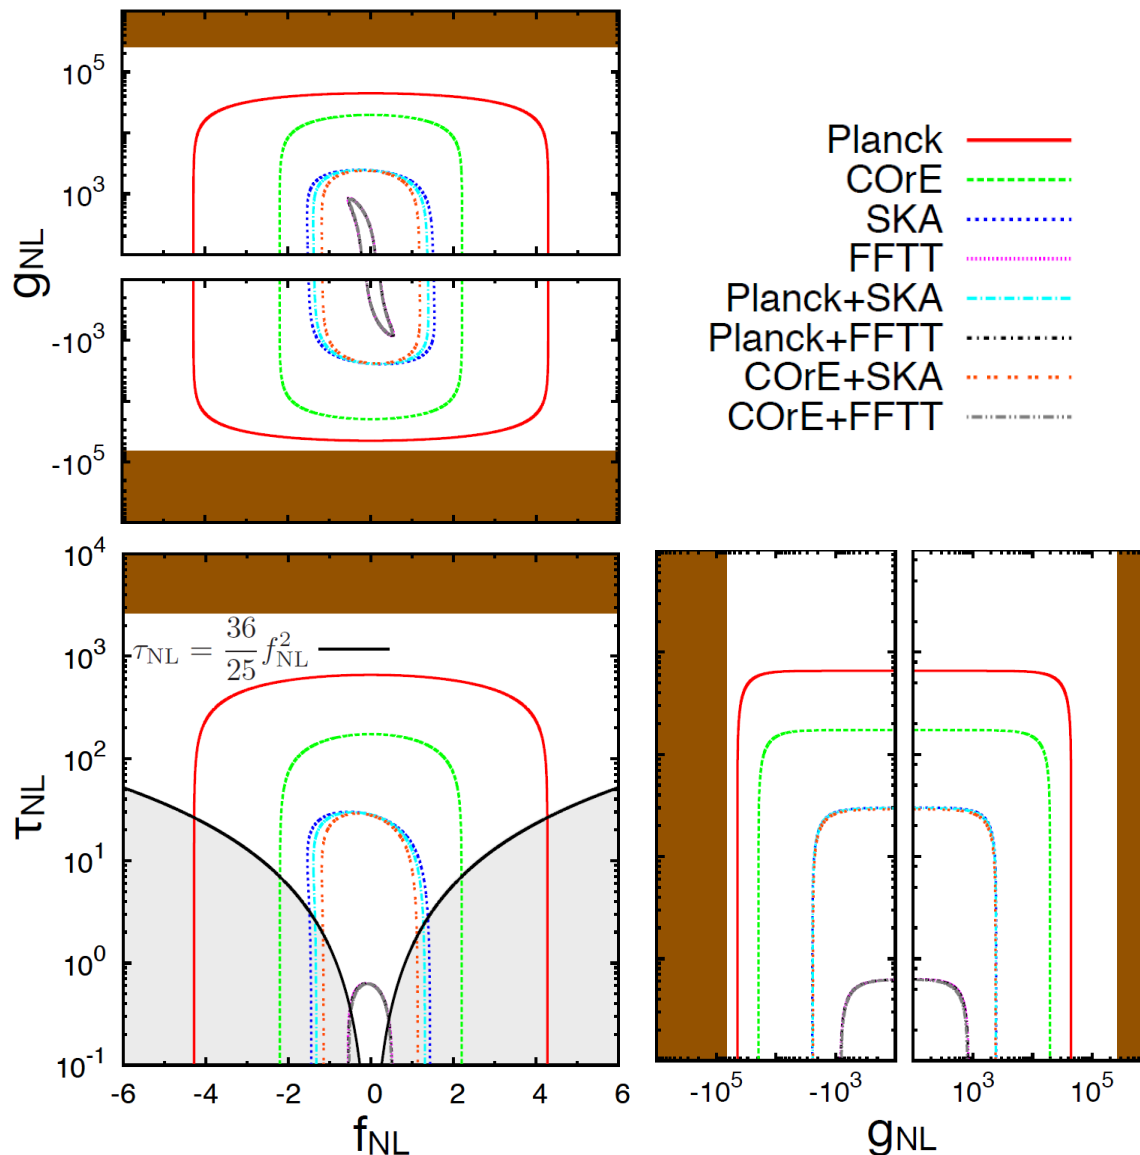 10^5
10^3
g_NL
-10^3
-10^5
Planck
COrE
SKA
FFTT
Planck+SKA
Planck+FFTT
COrE+SKA
COrE+FFTT
10^4
10^3
10^2
10^1
10^0
10^-1
τ_NL
τ_NL = 36/25 f_NL^2
-6 -4 -2 0 2 4 6
f_NL
-10^5 -10^3 10^3 10^5
g_NL